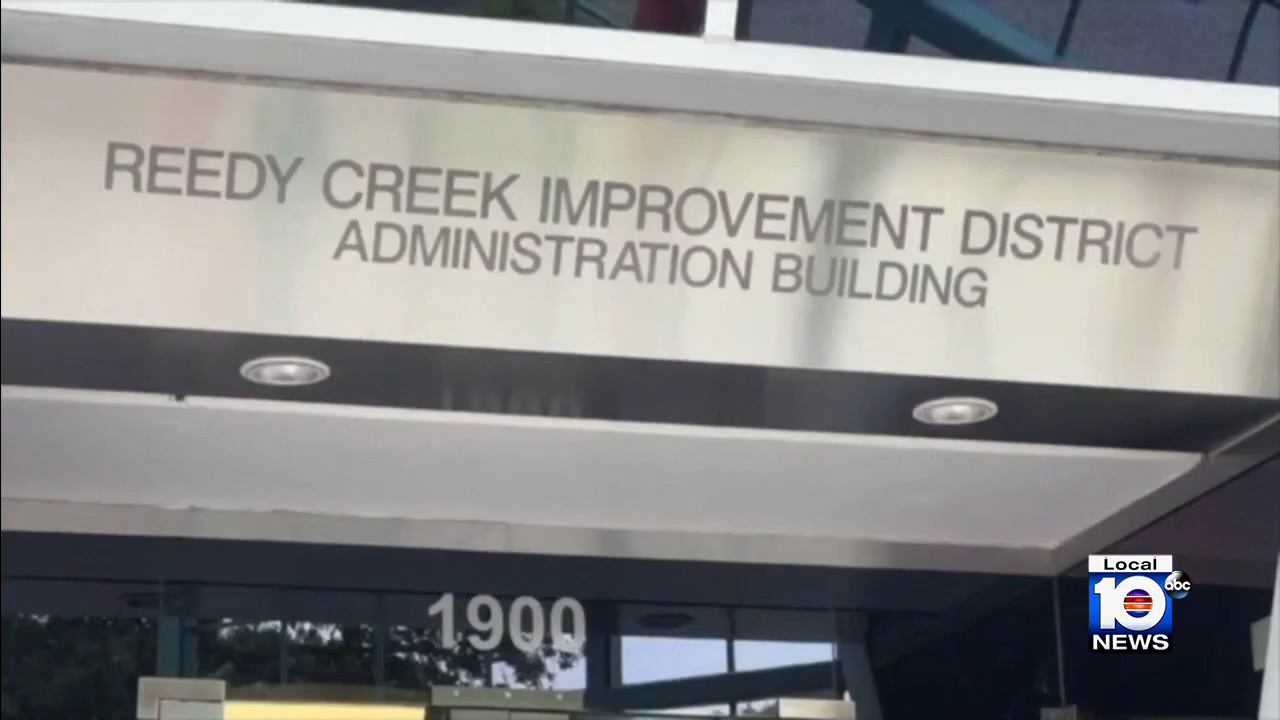 REEDY CREEK IMPROVEMENT DISTRICT
ADMINISTRATION BUILDING
1900
Local
10
abc
NEWS